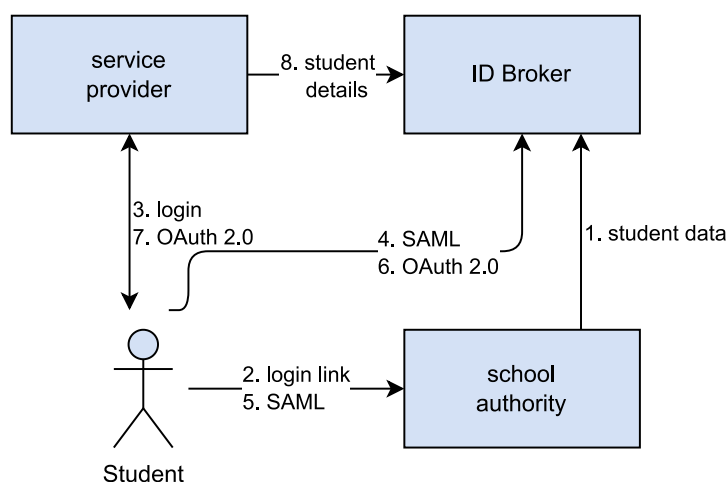 service
provider
8. student
details
ID Broker
3. login
7. OAuth 2.0
4. SAML
6. OAuth 2.0
1. student data
2. login link
5. SAML
school
authority
Student